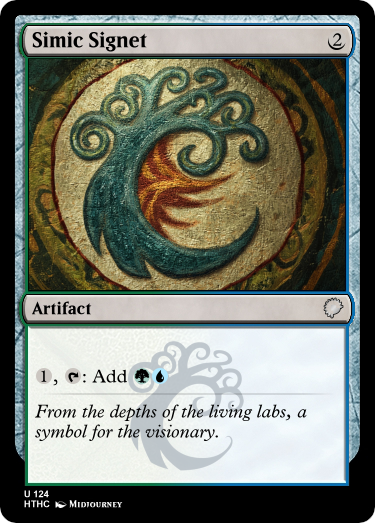 Simic Signet 2
Artifact
1, : Add
From the depths of the living labs, a
symbol for the visionary.
U 124
HTHC MIDJOURNEY